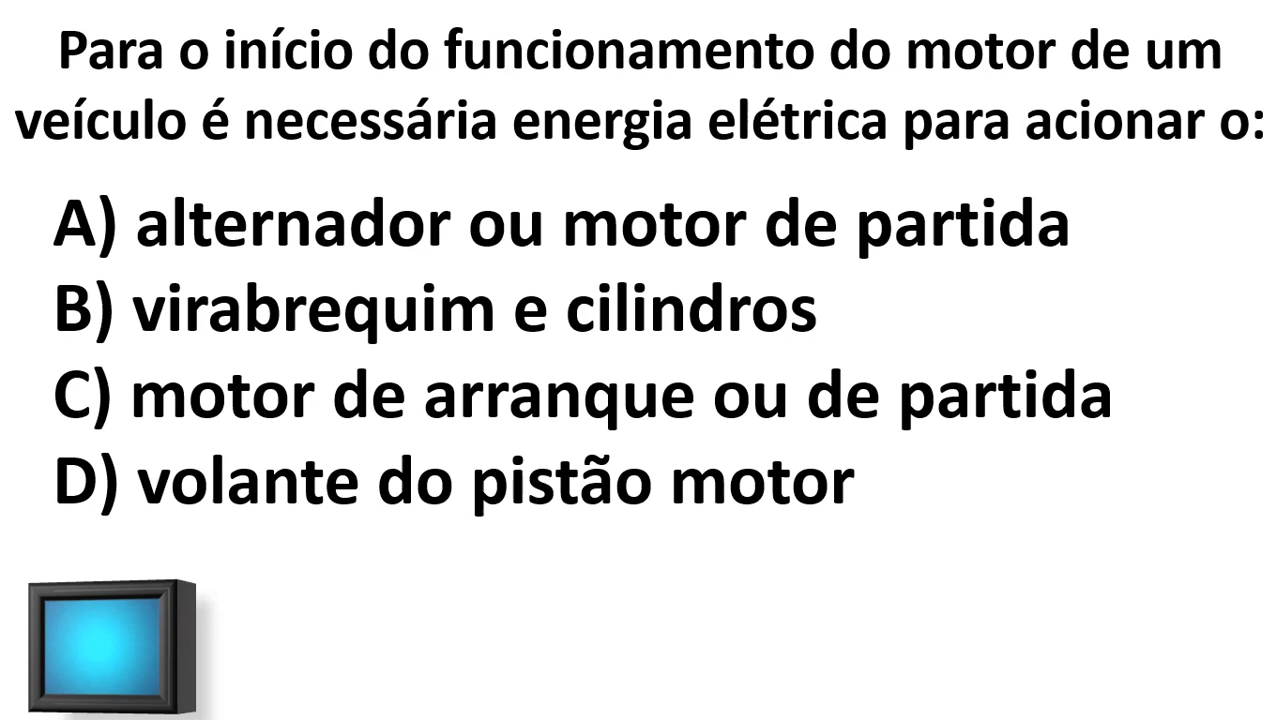 Para o início do funcionamento do motor de um
veículo é necessária energia elétrica para acionar o:
A) alternador ou motor de partida
B) virabrequim e cilindros
C) motor de arranque ou de partida
D) volante do pistão motor